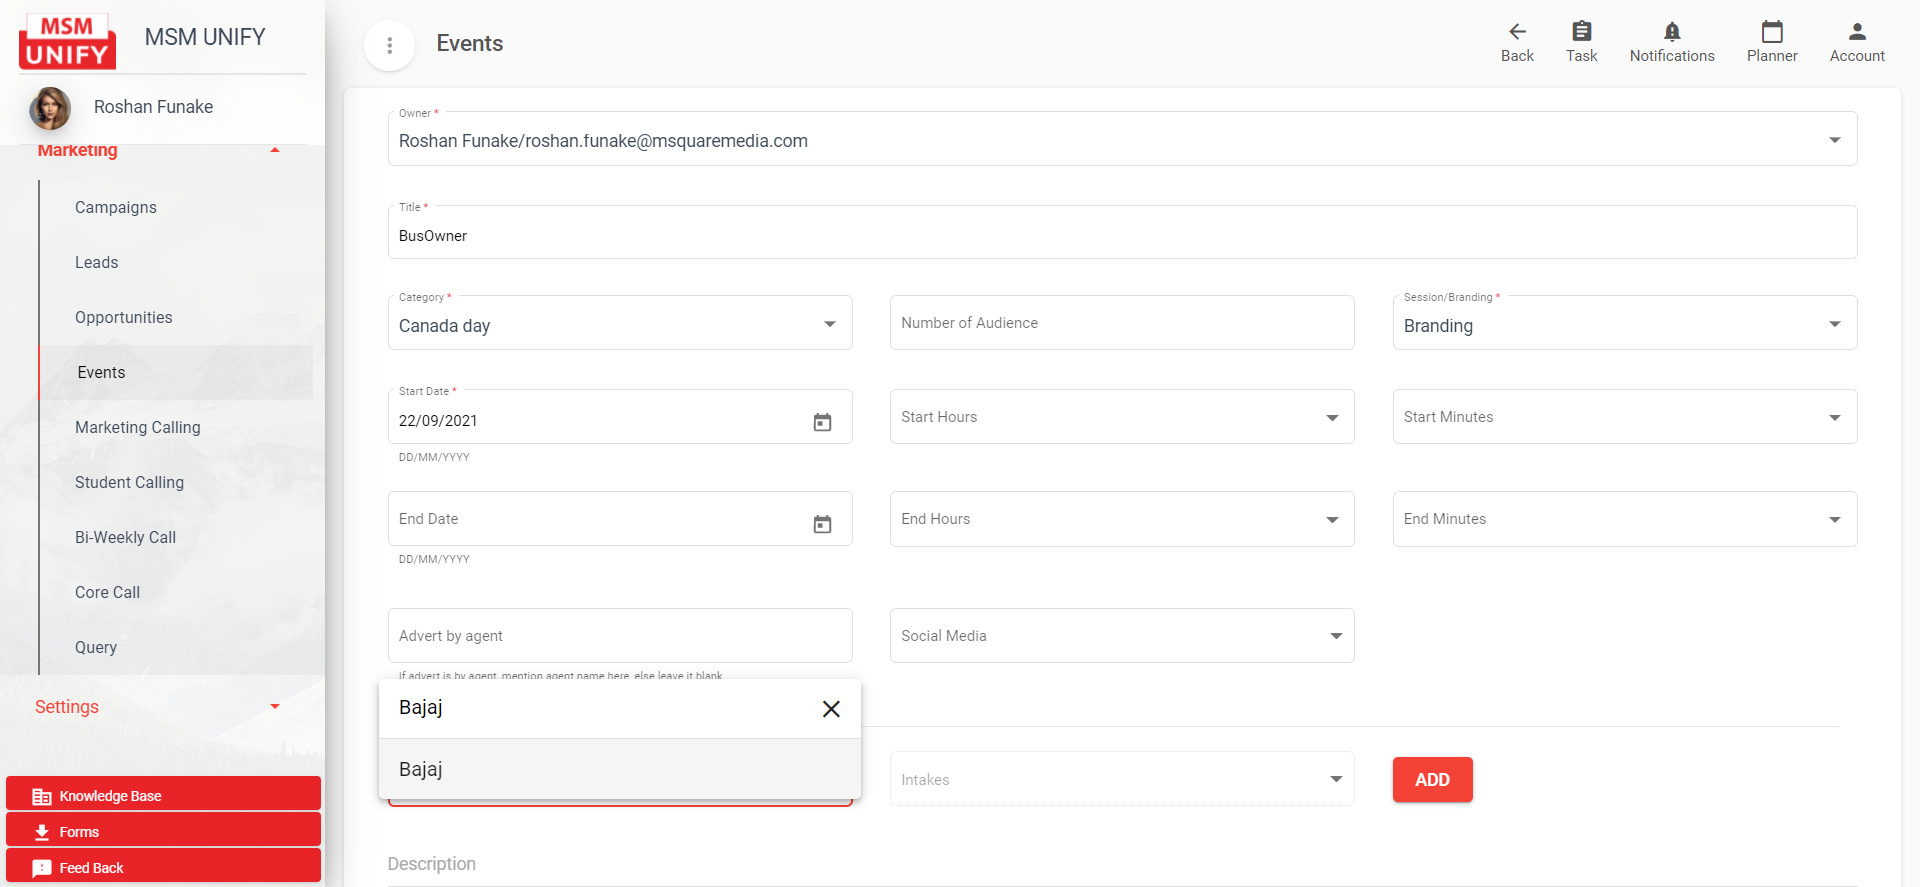 MSM
UNIFY
MSM UNIFY
Roshan Funake
Marketing
Campaigns
Leads
Opportunities
Events
Marketing Calling
Student Calling
Bi-Weekly Call
Core Call
Query
Settings
Knowledge Base
Forms
Feed Back
Events
Back
Task
Notifications
Planner
Account
Owner *
Roshan Funake/roshan.funake@msquaremedia.com
Title *
BusOwner
Category *
Canada day
Number of Audience
Session/Branding *
Branding
Start Date *
22/09/2021
DD/MM/YYYY
Start Hours
Start Minutes
End Date
DD/MM/YYYY
End Hours
End Minutes
Advert by agent
If advert is by agent, mention agent name here, else leave it blank
Social Media
Bajaj
Bajaj
Intakes
ADD
Description